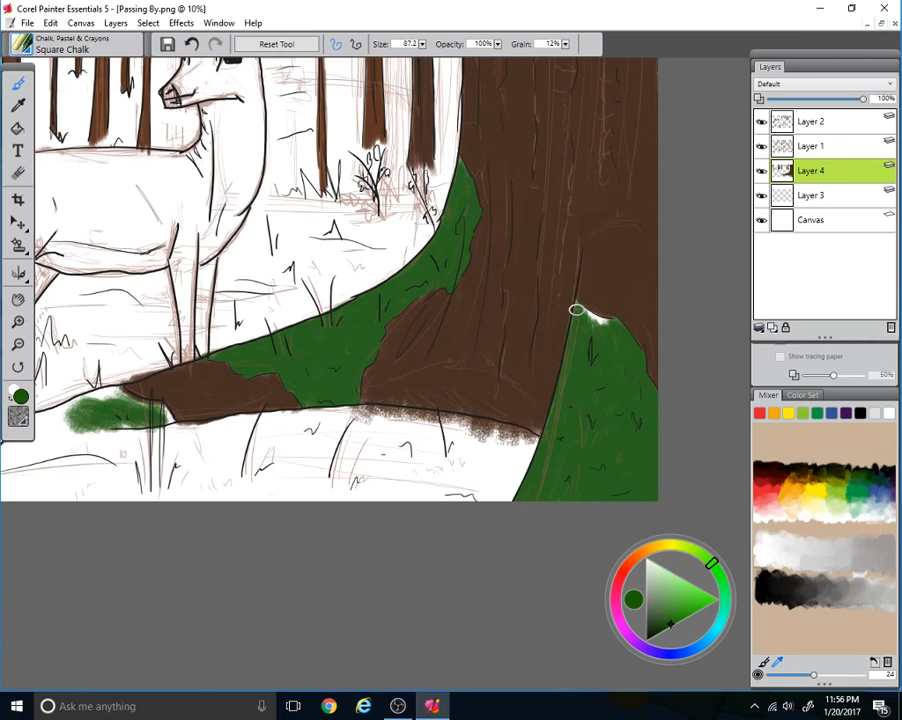 Corel Painter Essentials 5 - [Passing By.png @ 10%]
File Edit Canvas Layers Select Effects Window Help
Chalk, Pastel & Crayons
Square Chalk
Reset Tool
Size: 87.2
Opacity: 100%
Grain: 12%
Layers
Default
100%
Layer 2
Layer 1
Layer 4
Layer 3
Canvas
Show tracing paper
50%
Mixer Color Set
24
T
Ask me anything
11:56 PM
1/20/2017
15